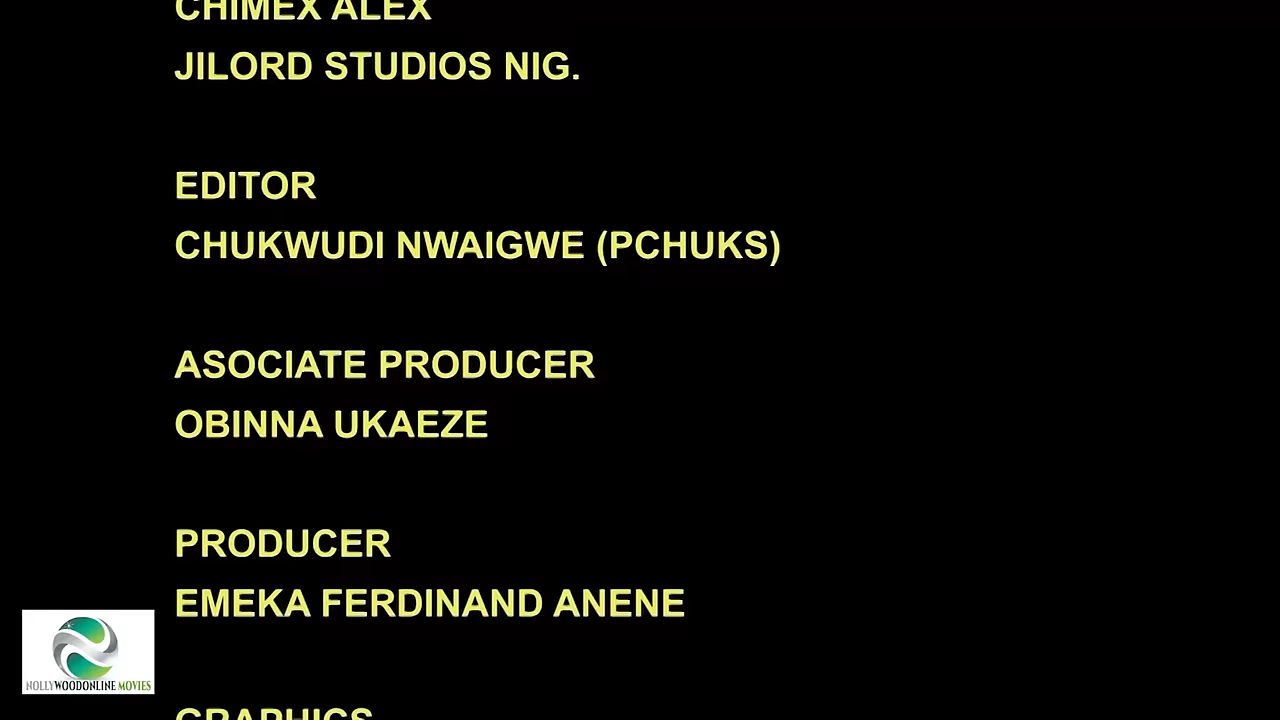 CHIMEX ALEX
JILORD STUDIOS NIG.
EDITOR
CHUKWUDI NWAIGWE (PCHUKS)
ASOCIATE PRODUCER
OBINNA UKAEZE
PRODUCER
EMEKA FERDINAND ANENE
NOLLYWOODONLINE MOVIES
GRAPHICS